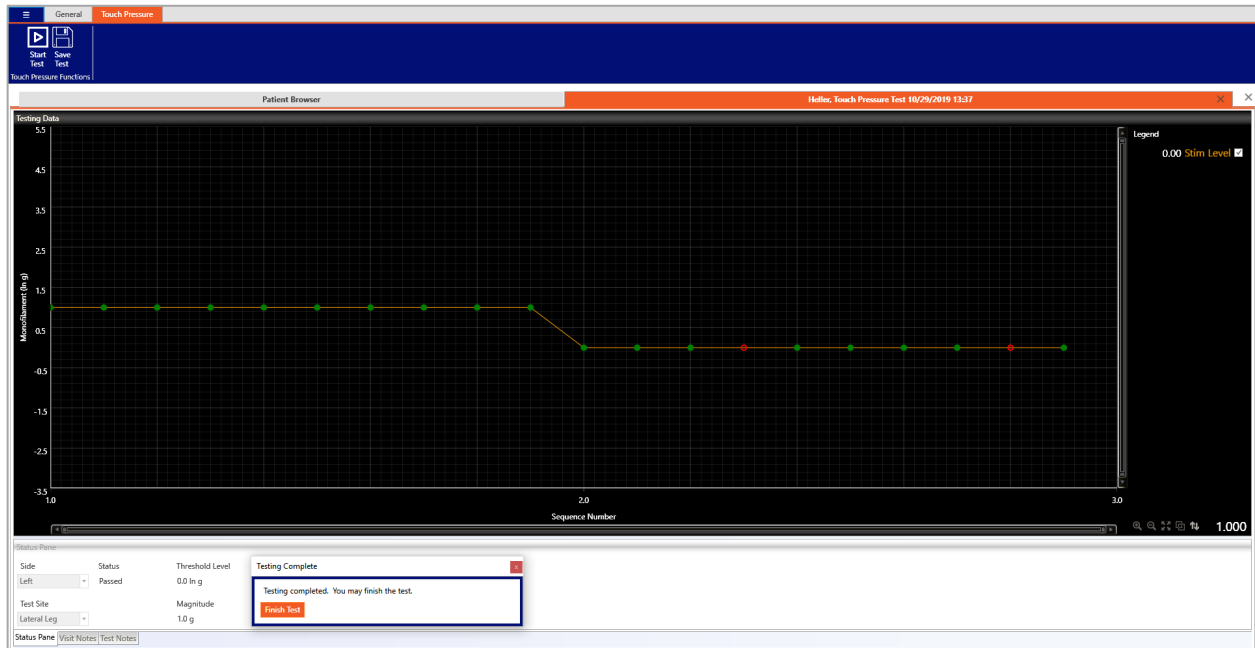 General
Touch Pressure
Start Test
Save Test
Touch Pressure Functions
Patient Browser
Heller, Touch Pressure Test 10/29/2019 13:37
Testing Data
5.5
4.5
3.5
2.5
1.5
0.5
-0.5
-1.5
-2.5
-3.5
Monofilament (ln g)
1.0
2.0
3.0
Sequence Number
Legend
0.00 Stim Level
1.000
Status Pane
Side
Status
Threshold Level
Left
Passed
0.0 ln g
Test Site
Magnitude
Lateral Leg
1.0 g
Testing Complete
x
Testing completed. You may finish the test.
Finish Test
Status Pane
Visit Notes
Test Notes